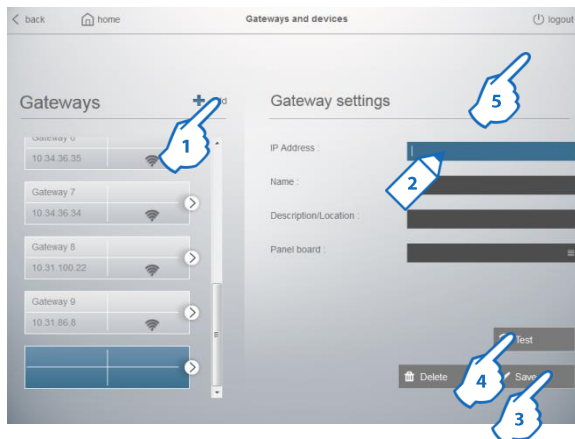 back
home
Gateways and devices
logout
5
Gateways
Gateway settings
1
10.34.36.35
Gateway 7
10.34.36.34
Gateway 8
10.31.100.22
Gateway 9
10.31.86.8
IP Address :
2
Name :
Description/Location :
Panel board :
Test
Delete
4
Save
3